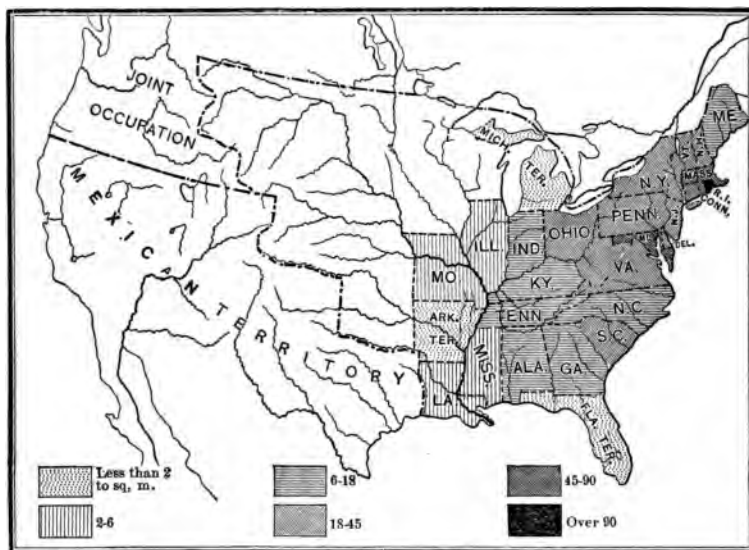 JOINT
OCCUPATION
MEXICAN TERRITORY
MICH.
TER.
ME.
VT.
N.H.
MASS.
R.I.
CONN.
N.Y.
PENN.
N.J.
DEL.
MD.
OHIO
IND.
ILL.
VA.
KY.
MO
TENN.
N.C.
ARK.
TER.
S.C.
MISS.
ALA.
GA.
LA.
FLA. TER.
Less than 2
to sq. m.
2-6
6-18
18-45
45-90
Over 90